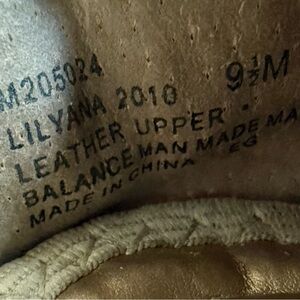 M205024 9½M
LILYANA 2010
LEATHER UPPER •
BALANCE MAN MADE MA
MADE IN CHINA EG